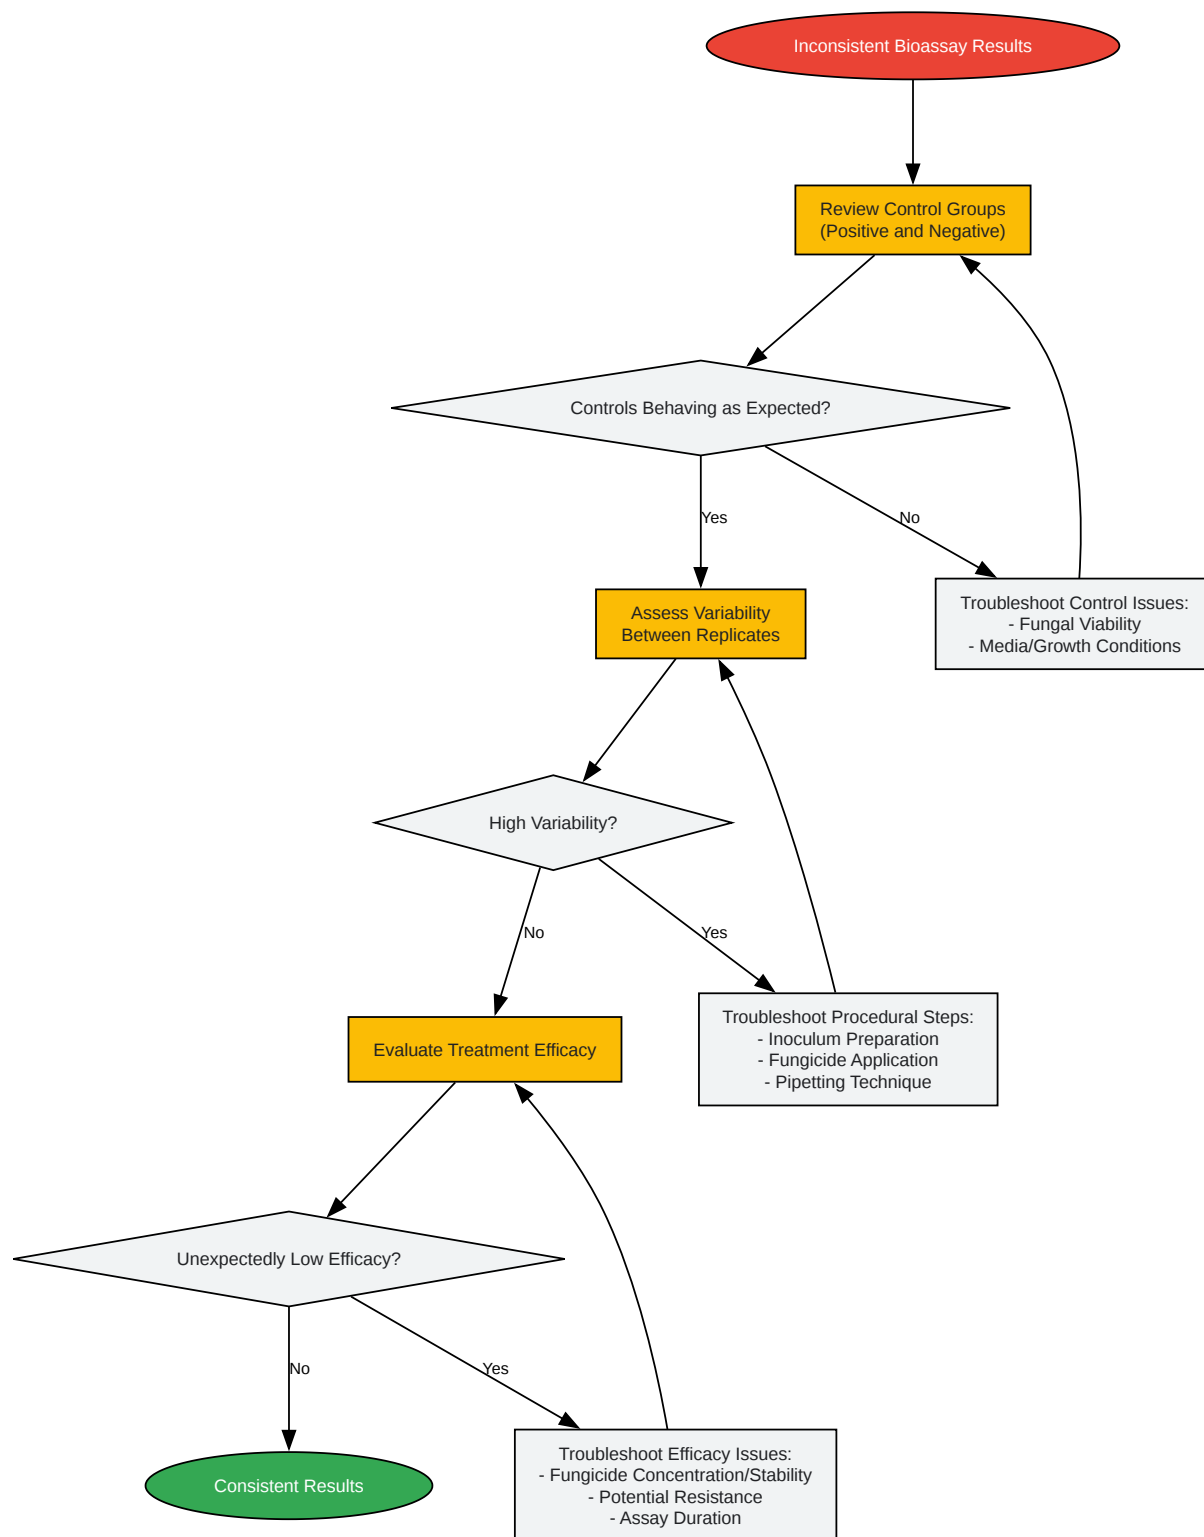 Inconsistent Bioassay Results
Review Control Groups
(Positive and Negative)
Controls Behaving as Expected?
Yes
No
Troubleshoot Control Issues:
- Fungal Viability
- Media/Growth Conditions
Assess Variability
Between Replicates
High Variability?
No
Yes
Troubleshoot Procedural Steps:
- Inoculum Preparation
- Fungicide Application
- Pipetting Technique
Evaluate Treatment Efficacy
Unexpectedly Low Efficacy?
No
Yes
Troubleshoot Efficacy Issues:
- Fungicide Concentration/Stability
- Potential Resistance
- Assay Duration
Consistent Results